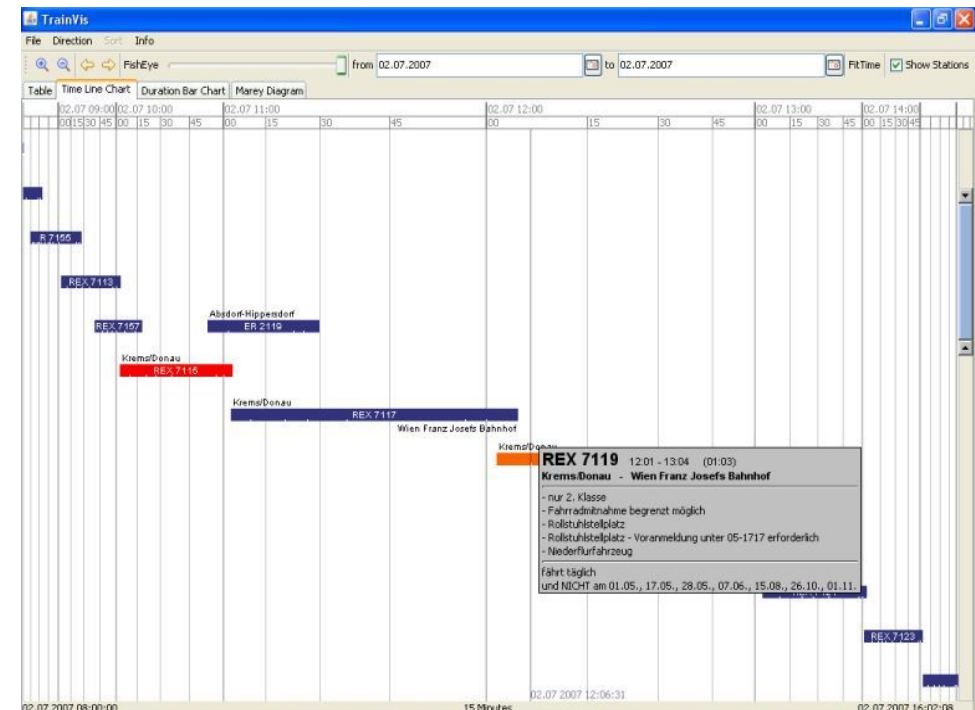 TrainVis
File Direction Sort Info
FishEye from 02.07.2007 to 02.07.2007 FitTime Show Stations
Table Time Line Chart Duration Bar Chart Marey Diagram
02.07 09:00 02.07 10:00 02.07 11:00 02.07 12:00 02.07 13:00 02.07 14:00
00 15 30 45 00 15 30 45 00 15 30 45 00 15 30 45 00 15 30 45 00 15 30 45
R 7155
REX 7113
Absdorf-Hippersdorf
REX 7157 ER 2119
Krems/Donau
REX 7115
Krems/Donau
REX 7117
Wien Franz Josefs Bahnhof
Krems/Donau
REX 7119 12:01 - 13:04 (01:03)
Krems/Donau - Wien Franz Josefs Bahnhof
- nur 2. Klasse
- Fahrradmitnahme begrenzt möglich
- Rollstuhlstellplatz
- Rollstuhlstellplatz - Voranmeldung unter 05-1717 erforderlich
- Niederflurfahrzeug
fährt täglich
und NICHT am 01.05., 17.05., 28.05., 07.06., 15.08., 26.10., 01.11.
REX 7123
02.07 2007 12:06:31
02.07 2007 08:00:00 15 Minutes 02.07 2007 16:02:08